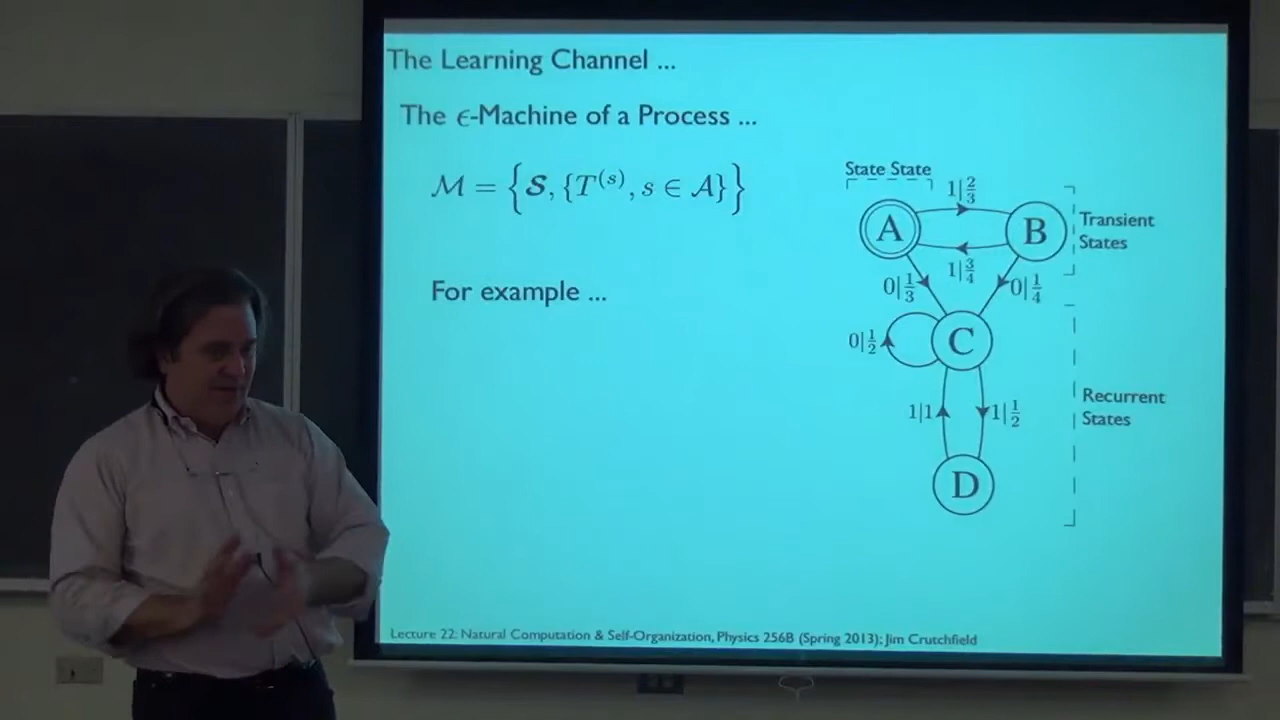 The Learning Channel ...
The ϵ-Machine of a Process ...
ℳ = {𝓢, {T^(s), s ∈ 𝒜}}
For example ...
State State
1|2/3
A
B
Transient
States
1|3/4
0|1/3
0|1/4
0|1/2
C
1|1
1|1/2
Recurrent
States
D
Lecture 22: Natural Computation & Self-Organization, Physics 256B (Spring 2013); Jim Crutchfield